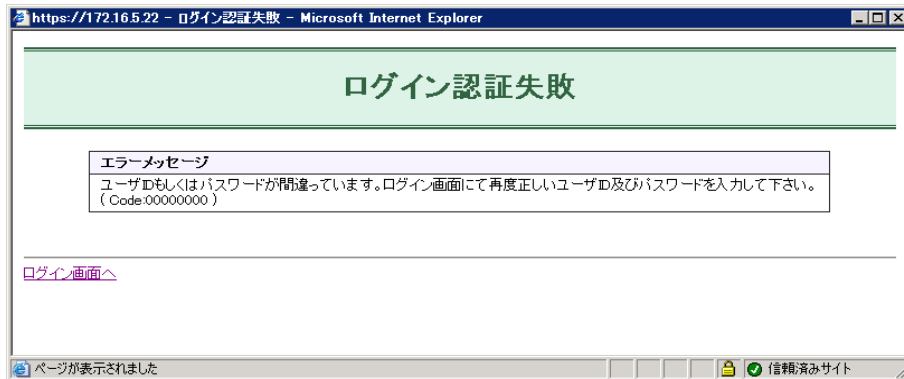 https://172.16.5.22 - ログイン認証失敗 - Microsoft Internet Explorer
ログイン認証失敗
エラーメッセージ
ユーザIDもしくはパスワードが間違っています。ログイン画面にて再度正しいユーザID及びパスワードを入力して下さい。
( Code:00000000 )
ログイン画面へ
ページが表示されました
信頼済みサイト